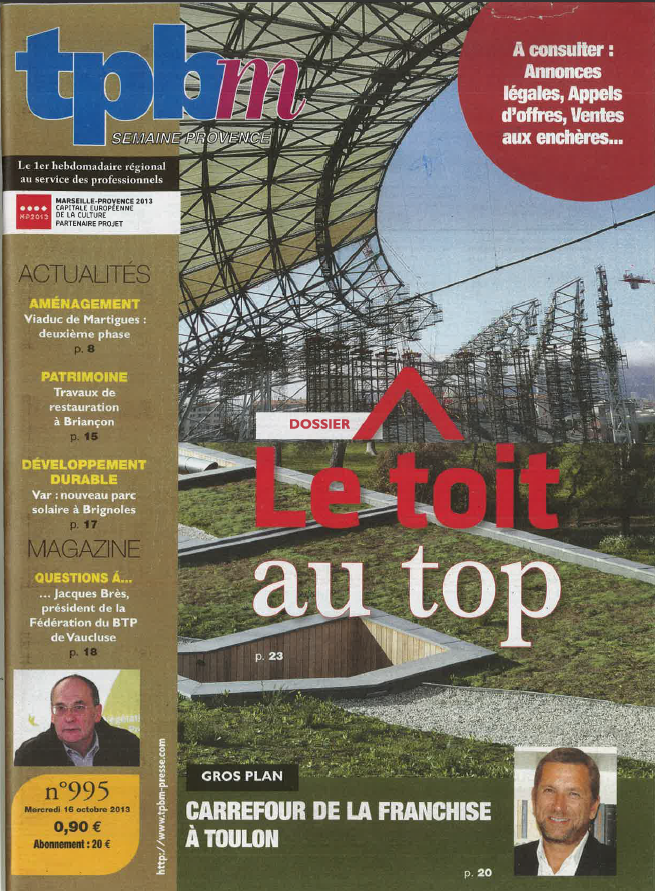 tpbm
SEMAINE PROVENCE
Le 1er hebdomadaire régional
au service des professionnels
MP2013
MARSEILLE-PROVENCE 2013
CAPITALE EUROPÉENNE
DE LA CULTURE
PARTENAIRE PROJET
A consulter :
Annonces
légales, Appels
d'offres, Ventes
aux enchères...
ACTUALITÉS
AMÉNAGEMENT
Viaduc de Martigues :
deuxième phase
p. 8
PATRIMOINE
Travaux de
restauration
à Briançon
p. 15
DÉVELOPPEMENT
DURABLE
Var : nouveau parc
solaire à Brignoles
p. 17
MAGAZINE
QUESTIONS Á...
... Jacques Brès,
président de la
Fédération du BTP
de Vaucluse
p. 18
n°995
Mercredi 16 octobre 2013
0,90 €
Abonnement : 20 €
http://www.tpbm-presse.com
DOSSIER
Le toit
au top
p. 23
GROS PLAN
CARREFOUR DE LA FRANCHISE
À TOULON
p. 20